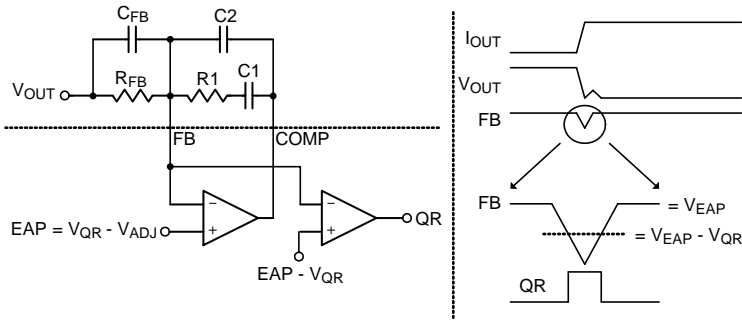 CFB
C2
RFB
R1
C1
VOUT
FB
COMP
EAP = VQR - VADJ
QR
EAP - VQR
IOUT
VOUT
FB
FB
= VEAP
= VEAP - VQR
QR